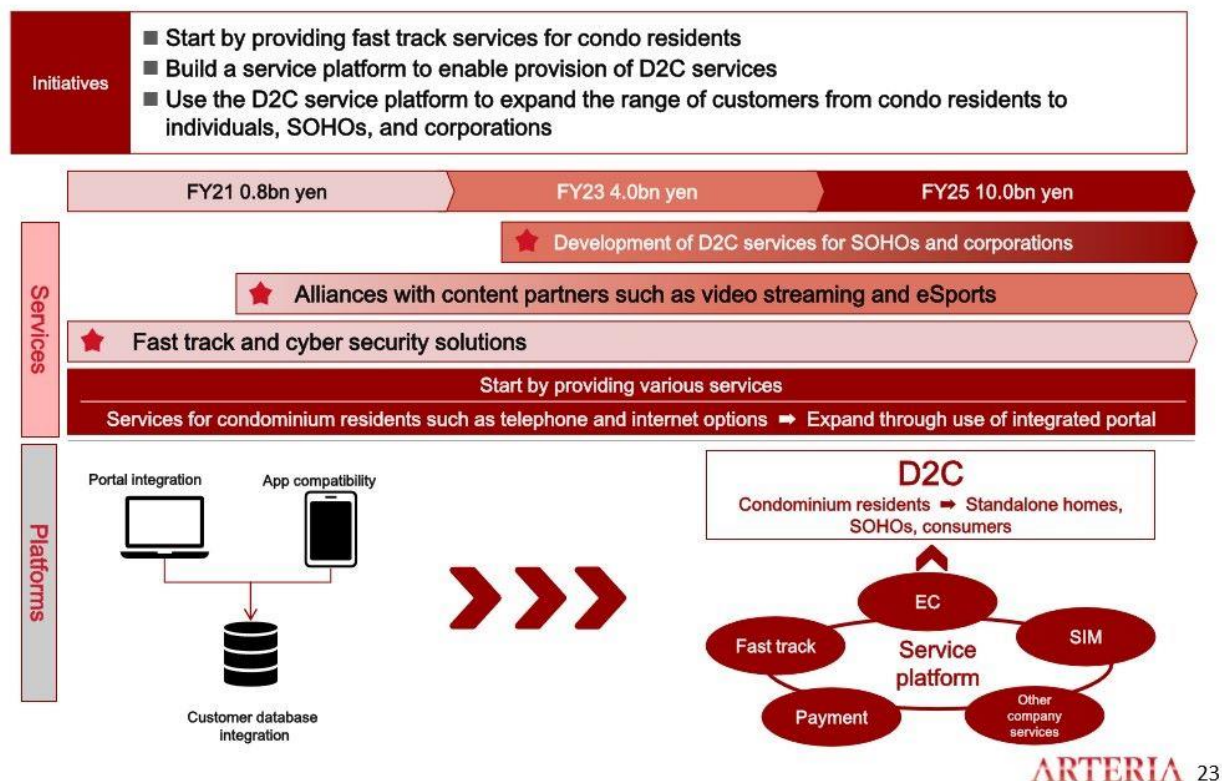 Initiatives
■ Start by providing fast track services for condo residents
■ Build a service platform to enable provision of D2C services
■ Use the D2C service platform to expand the range of customers from condo residents to
individuals, SOHOs, and corporations
FY21 0.8bn yen
FY23 4.0bn yen
FY25 10.0bn yen
Services
★ Development of D2C services for SOHOs and corporations
★ Alliances with content partners such as video streaming and eSports
★ Fast track and cyber security solutions
Start by providing various services
Services for condominium residents such as telephone and internet options ➡ Expand through use of integrated portal
Platforms
Portal integration
App compatibility
Customer database
integration
D2C
Condominium residents ➡ Standalone homes,
SOHOs, consumers
EC
Fast track
SIM
Service
platform
Payment
Other
company
services
ARTERIA 23